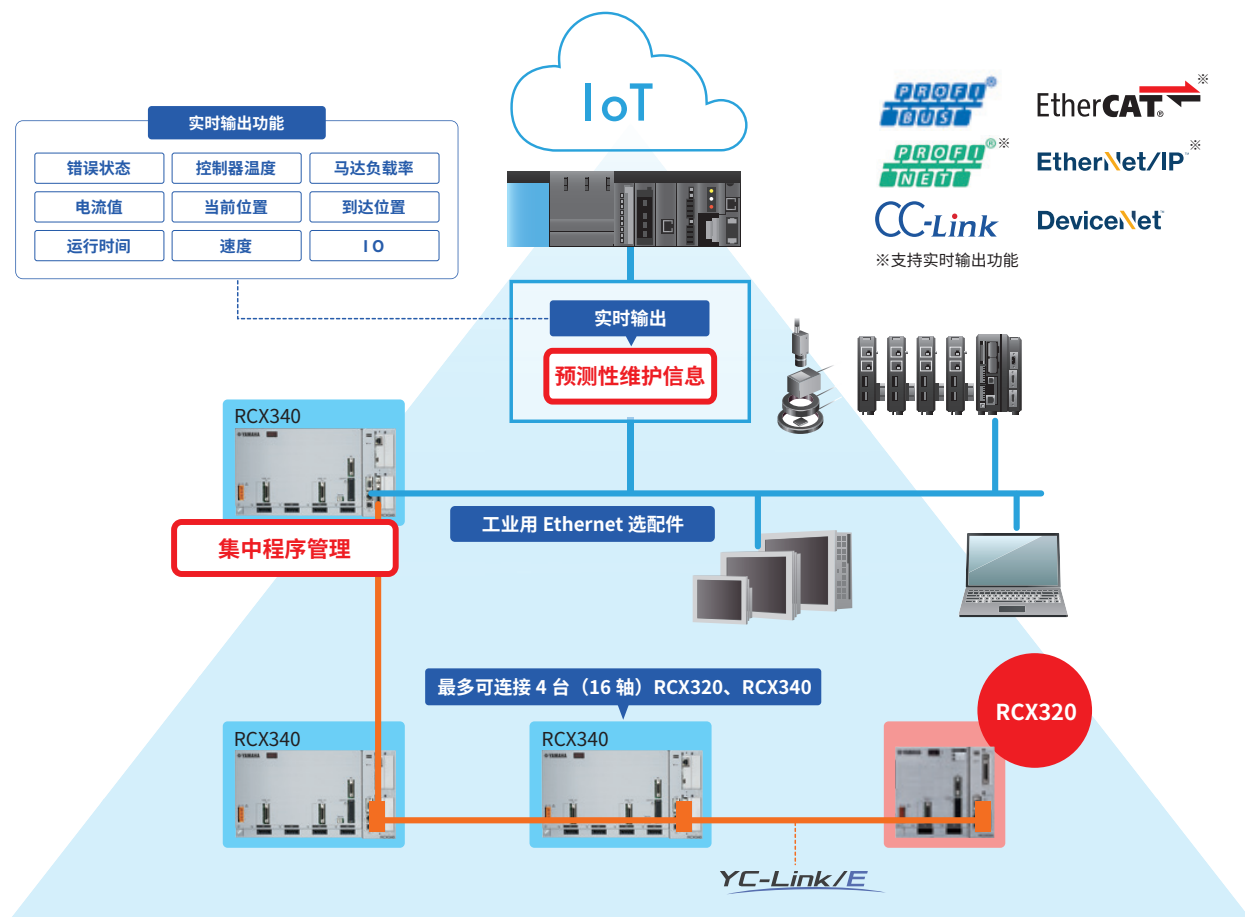 IoT
实时输出功能
错误状态
控制器温度
马达负载率
电流值
当前位置
到达位置
运行时间
速度
I O
PROFI®
BUS
EtherCAT®※
PROFI®※
NET
EtherNet/IP™※
CC-Link
DeviceNet™
※支持实时输出功能
实时输出
预测性维护信息
RCX340
YAMAHA
集中程序管理
工业用 Ethernet 选配件
最多可连接 4 台（16 轴）RCX320、RCX340
RCX320
RCX340
YAMAHA
RCX340
YAMAHA
YC-Link/E